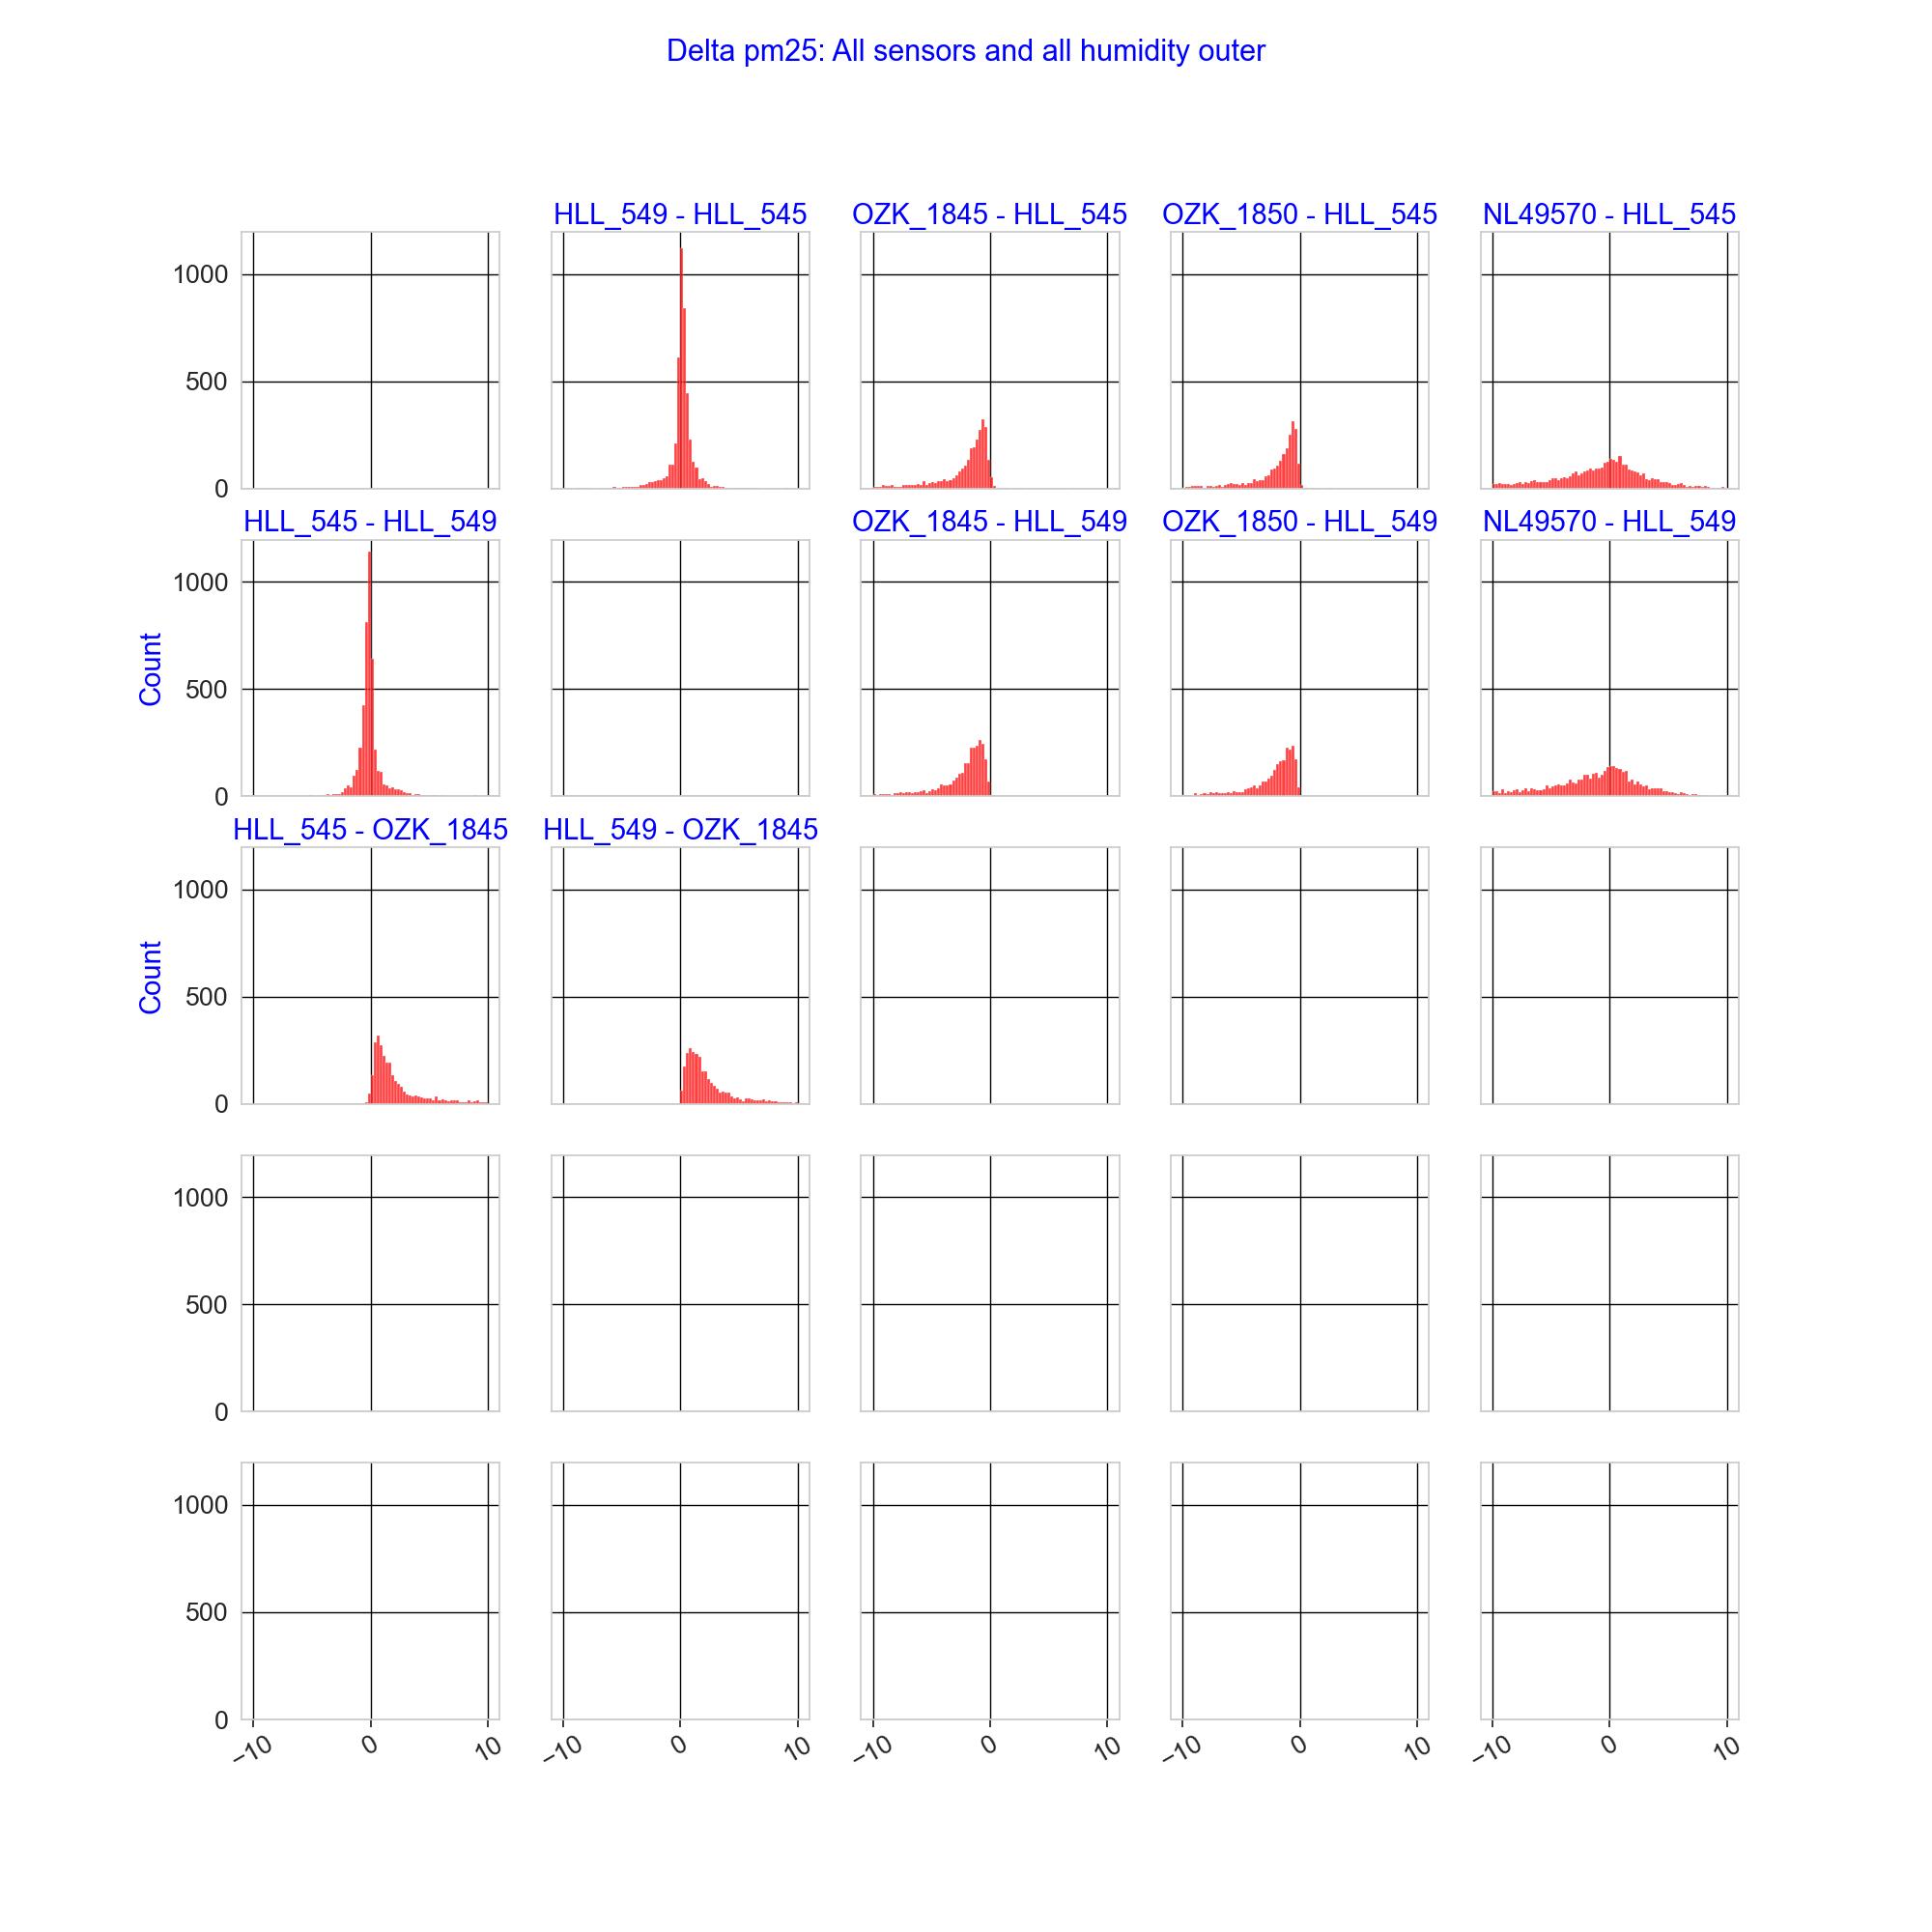 Delta pm25: All sensors and all humidity outer
HLL_549 - HLL_545
OZK_1845 - HLL_545
OZK_1850 - HLL_545
NL49570 - HLL_545
1000
500
0
HLL_545 - HLL_549
OZK_1845 - HLL_549
OZK_1850 - HLL_549
NL49570 - HLL_549
1000
Count
500
0
HLL_545 - OZK_1845
HLL_549 - OZK_1845
1000
Count
500
0
1000
500
0
1000
500
0
−10 0 10 −10 0 10 −10 0 10 −10 0 10 −10 0 10